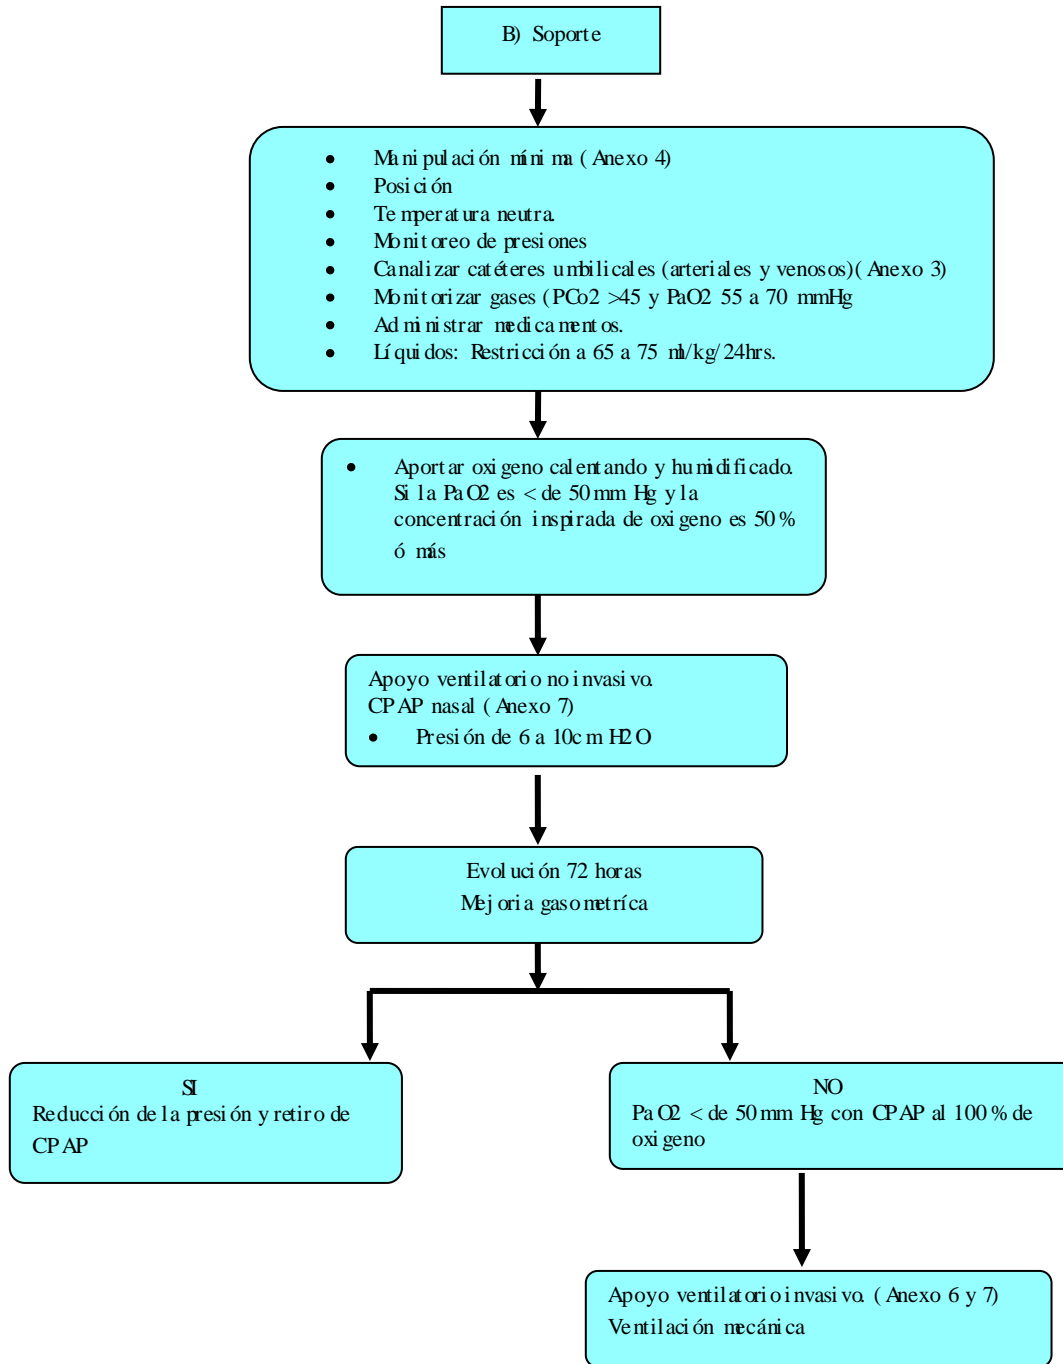 B) Soporte
• Manipulación mínima (Anexo 4)
• Posición
• Temperatura neutra.
• Monitoreo de presiones
• Canalizar catéteres umbilicales (arteriales y venosos)(Anexo 3)
• Monitorizar gases (PCo2 >45 y PaO2 55 a 70 mmHg
• Administrar medicamentos.
• Líquidos: Restricción a 65 a 75 ml/kg/24hrs.
• Aportar oxigeno calentando y humidificado.
Si la PaO2 es < de 50 mm Hg y la
concentración inspirada de oxigeno es 50%
ó más
Apoyo ventilatorio no invasivo.
CPAP nasal (Anexo 7)
• Presión de 6 a 10cm H2O
Evolución 72 horas
Mejoria gasometríca
SI
Reducción de la presión y retiro de
CPAP
NO
PaO2 < de 50 mm Hg con CPAP al 100% de
oxigeno
Apoyo ventilatorio invasivo. (Anexo 6 y 7)
Ventilación mecánica